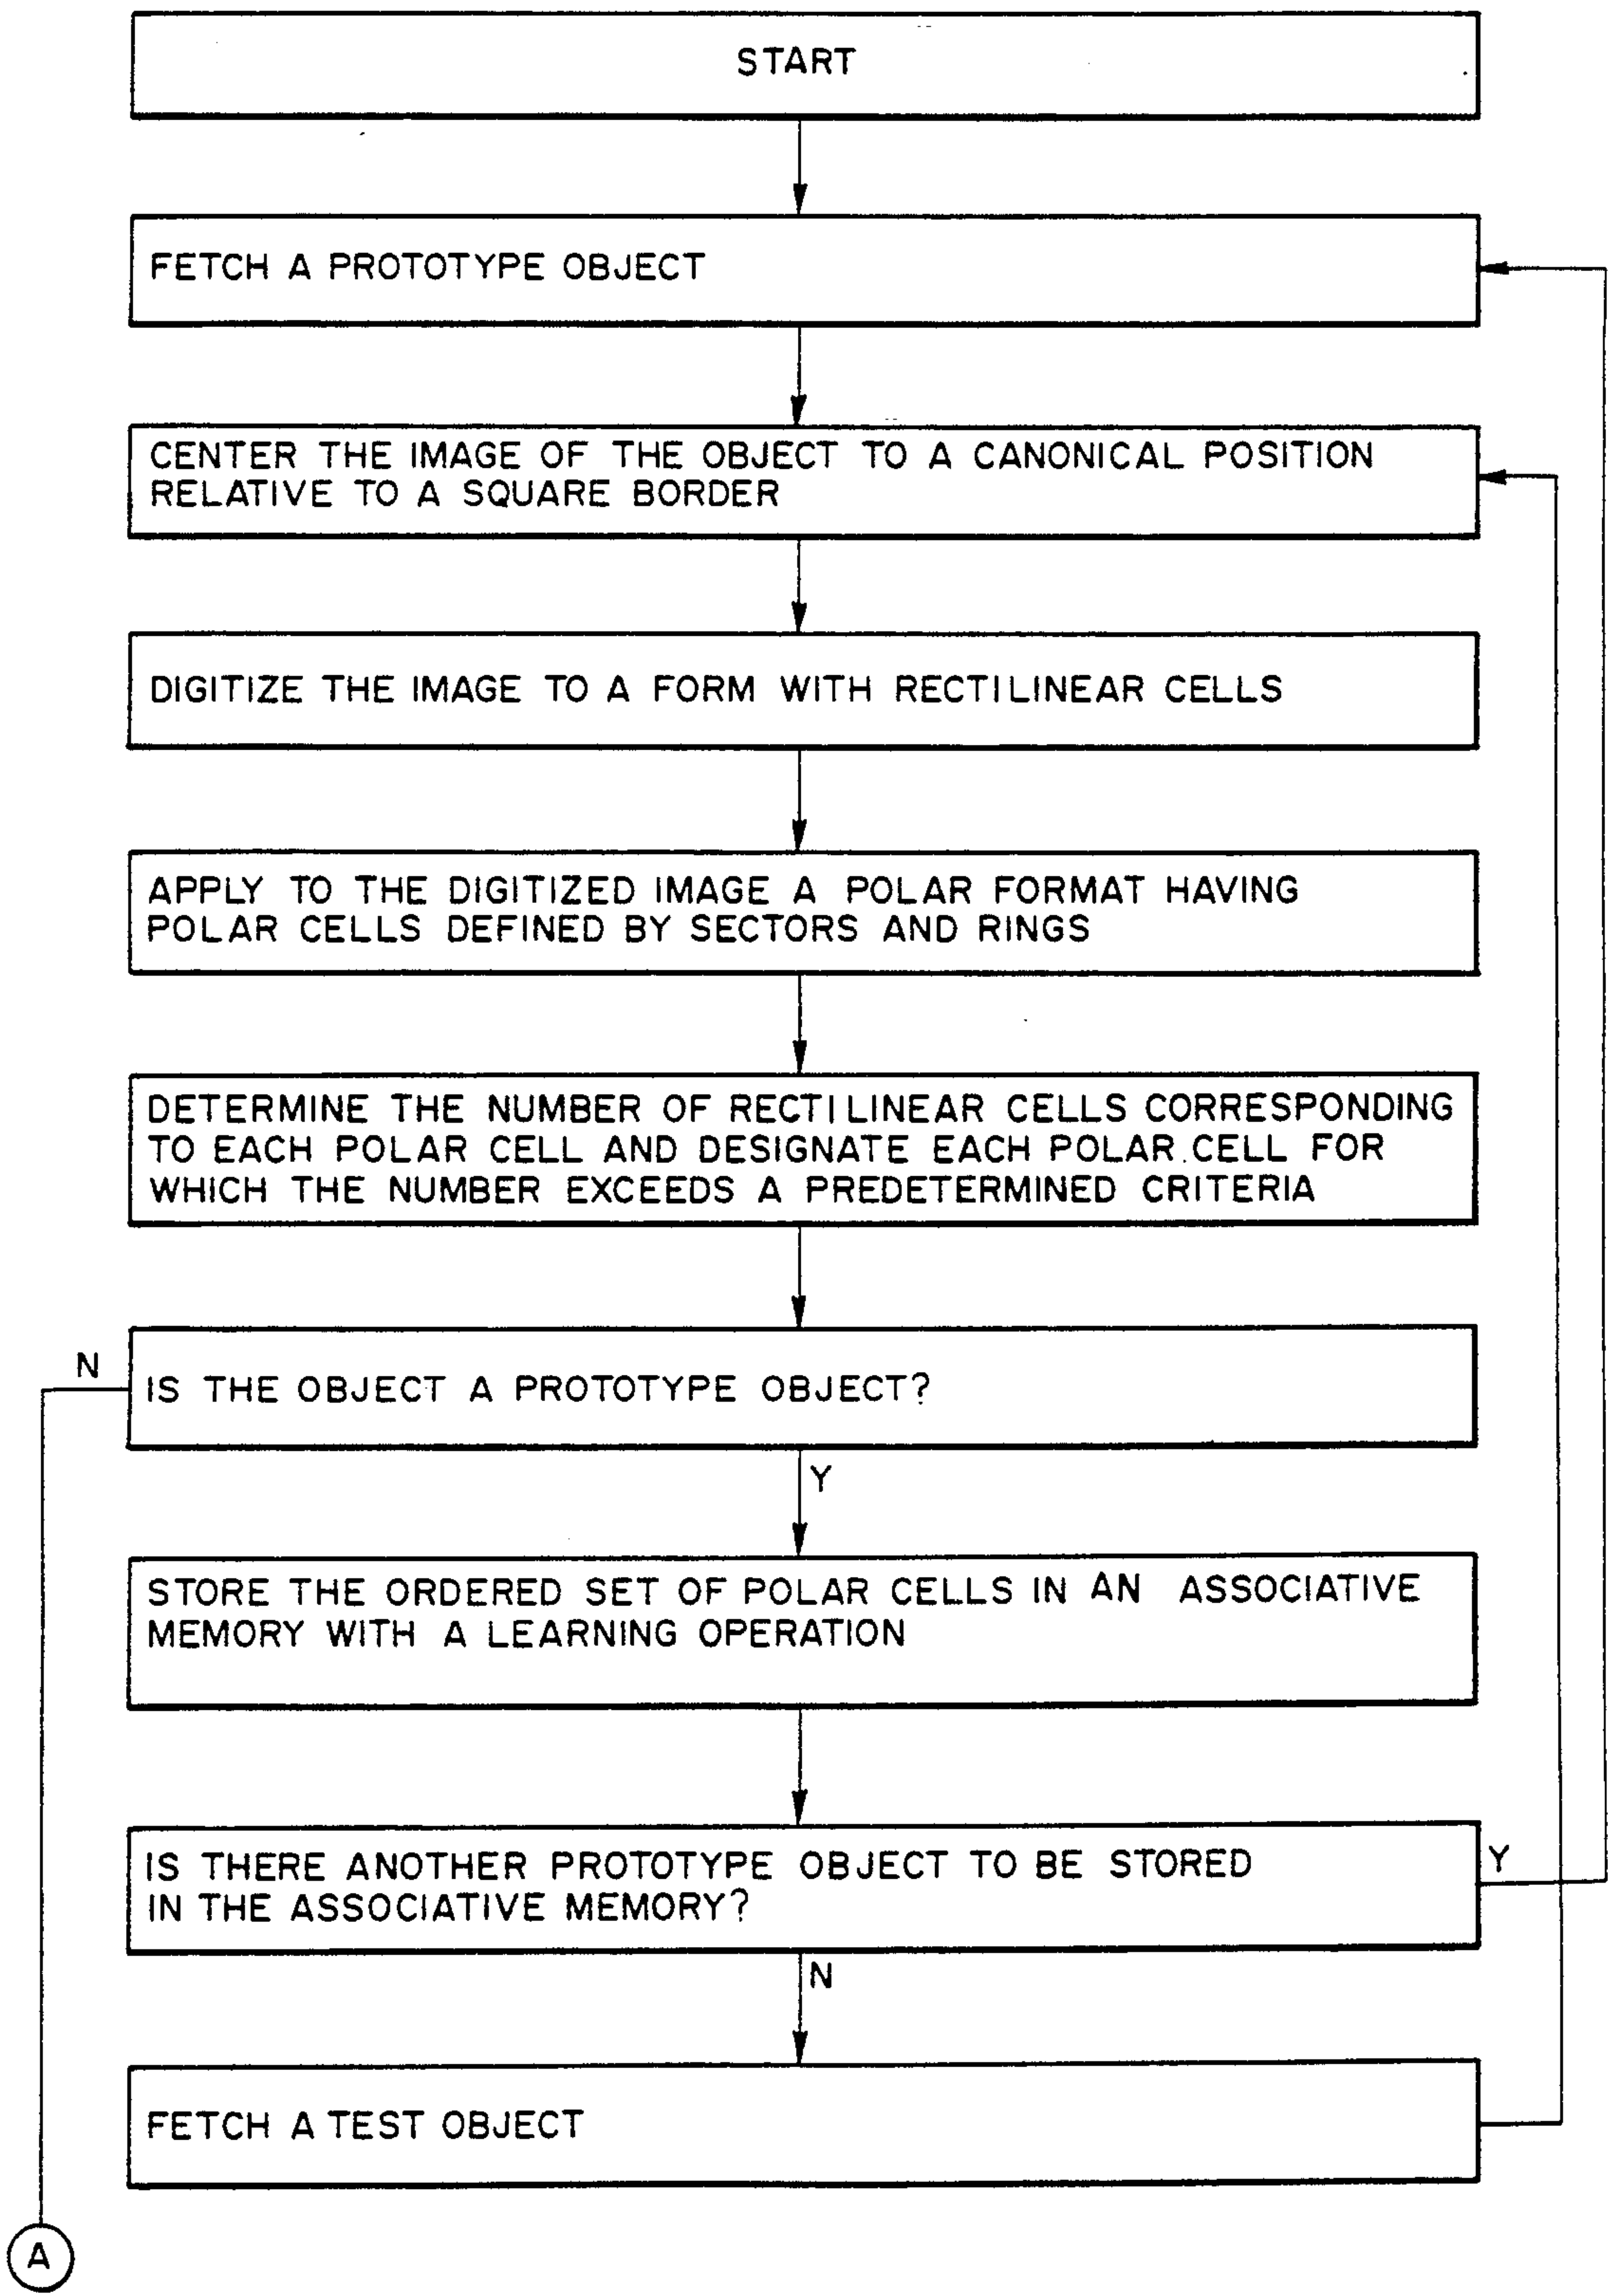 START
FETCH A PROTOTYPE OBJECT
CENTER THE IMAGE OF THE OBJECT TO A CANONICAL POSITION
RELATIVE TO A SQUARE BORDER
DIGITIZE THE IMAGE TO A FORM WITH RECTILINEAR CELLS
APPLY TO THE DIGITIZED IMAGE A POLAR FORMAT HAVING
POLAR CELLS DEFINED BY SECTORS AND RINGS
DETERMINE THE NUMBER OF RECTILINEAR CELLS CORRESPONDING
TO EACH POLAR CELL AND DESIGNATE EACH POLAR CELL FOR
WHICH THE NUMBER EXCEEDS A PREDETERMINED CRITERIA
N
IS THE OBJECT A PROTOTYPE OBJECT?
Y
STORE THE ORDERED SET OF POLAR CELLS IN AN ASSOCIATIVE
MEMORY WITH A LEARNING OPERATION
IS THERE ANOTHER PROTOTYPE OBJECT TO BE STORED
IN THE ASSOCIATIVE MEMORY?
Y
N
FETCH A TEST OBJECT
A